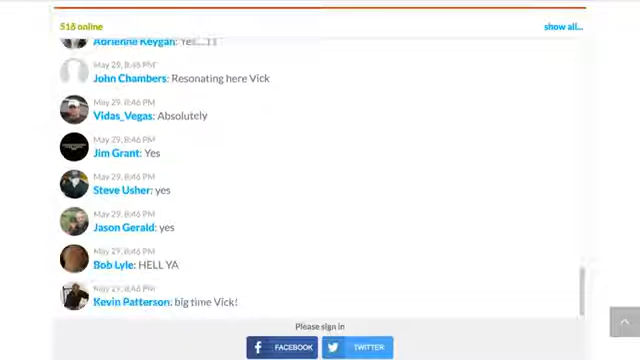 516 online
show all...
Adrienne Keygan: Yes...!!
May 29, 8:46 PM
John Chambers: Resonating here Vick
May 29, 8:46 PM
Vidas_Vegas: Absolutely
May 29, 8:46 PM
Jim Grant: Yes
May 29, 8:46 PM
Steve Usher: yes
May 29, 8:46 PM
Jason Gerald: yes
May 29, 8:46 PM
Bob Lyle: HELL YA
May 29, 8:46 PM
Kevin Patterson: big time Vick!
Please sign in
FACEBOOK
TWITTER